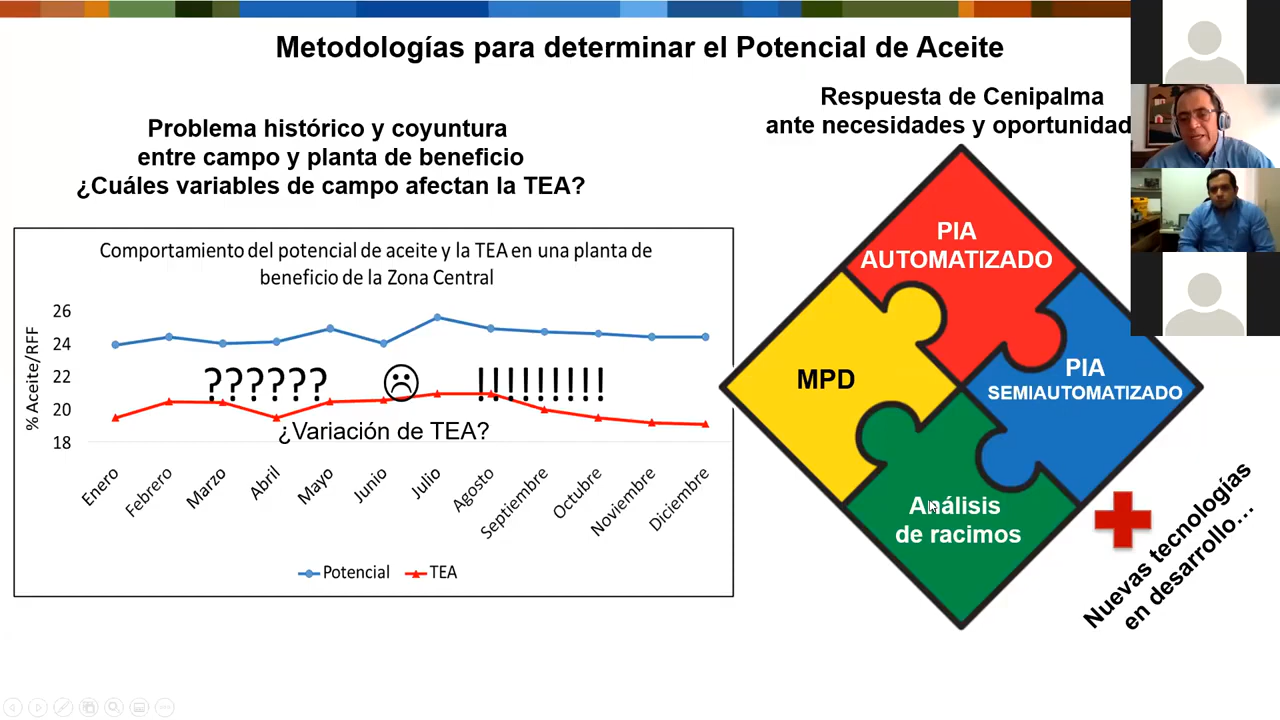 Metodologías para determinar el Potencial de Aceite
Problema histórico y coyuntura
entre campo y planta de beneficio
¿Cuáles variables de campo afectan la TEA?
Comportamiento del potencial de aceite y la TEA en una planta de
beneficio de la Zona Central
% Aceite/RFF
26
24
22
20
18
??????
!!!!!!!!!
¿Variación de TEA?
Enero
Febrero
Marzo
Abril
Mayo
Junio
Julio
Agosto
Septiembre
Octubre
Noviembre
Diciembre
Potencial
TEA
Respuesta de Cenipalma
ante necesidades y oportunidad
PIA
AUTOMATIZADO
MPD
PIA
SEMIAUTOMATIZADO
Análisis
de racimos
Nuevas tecnologías
en desarrollo...